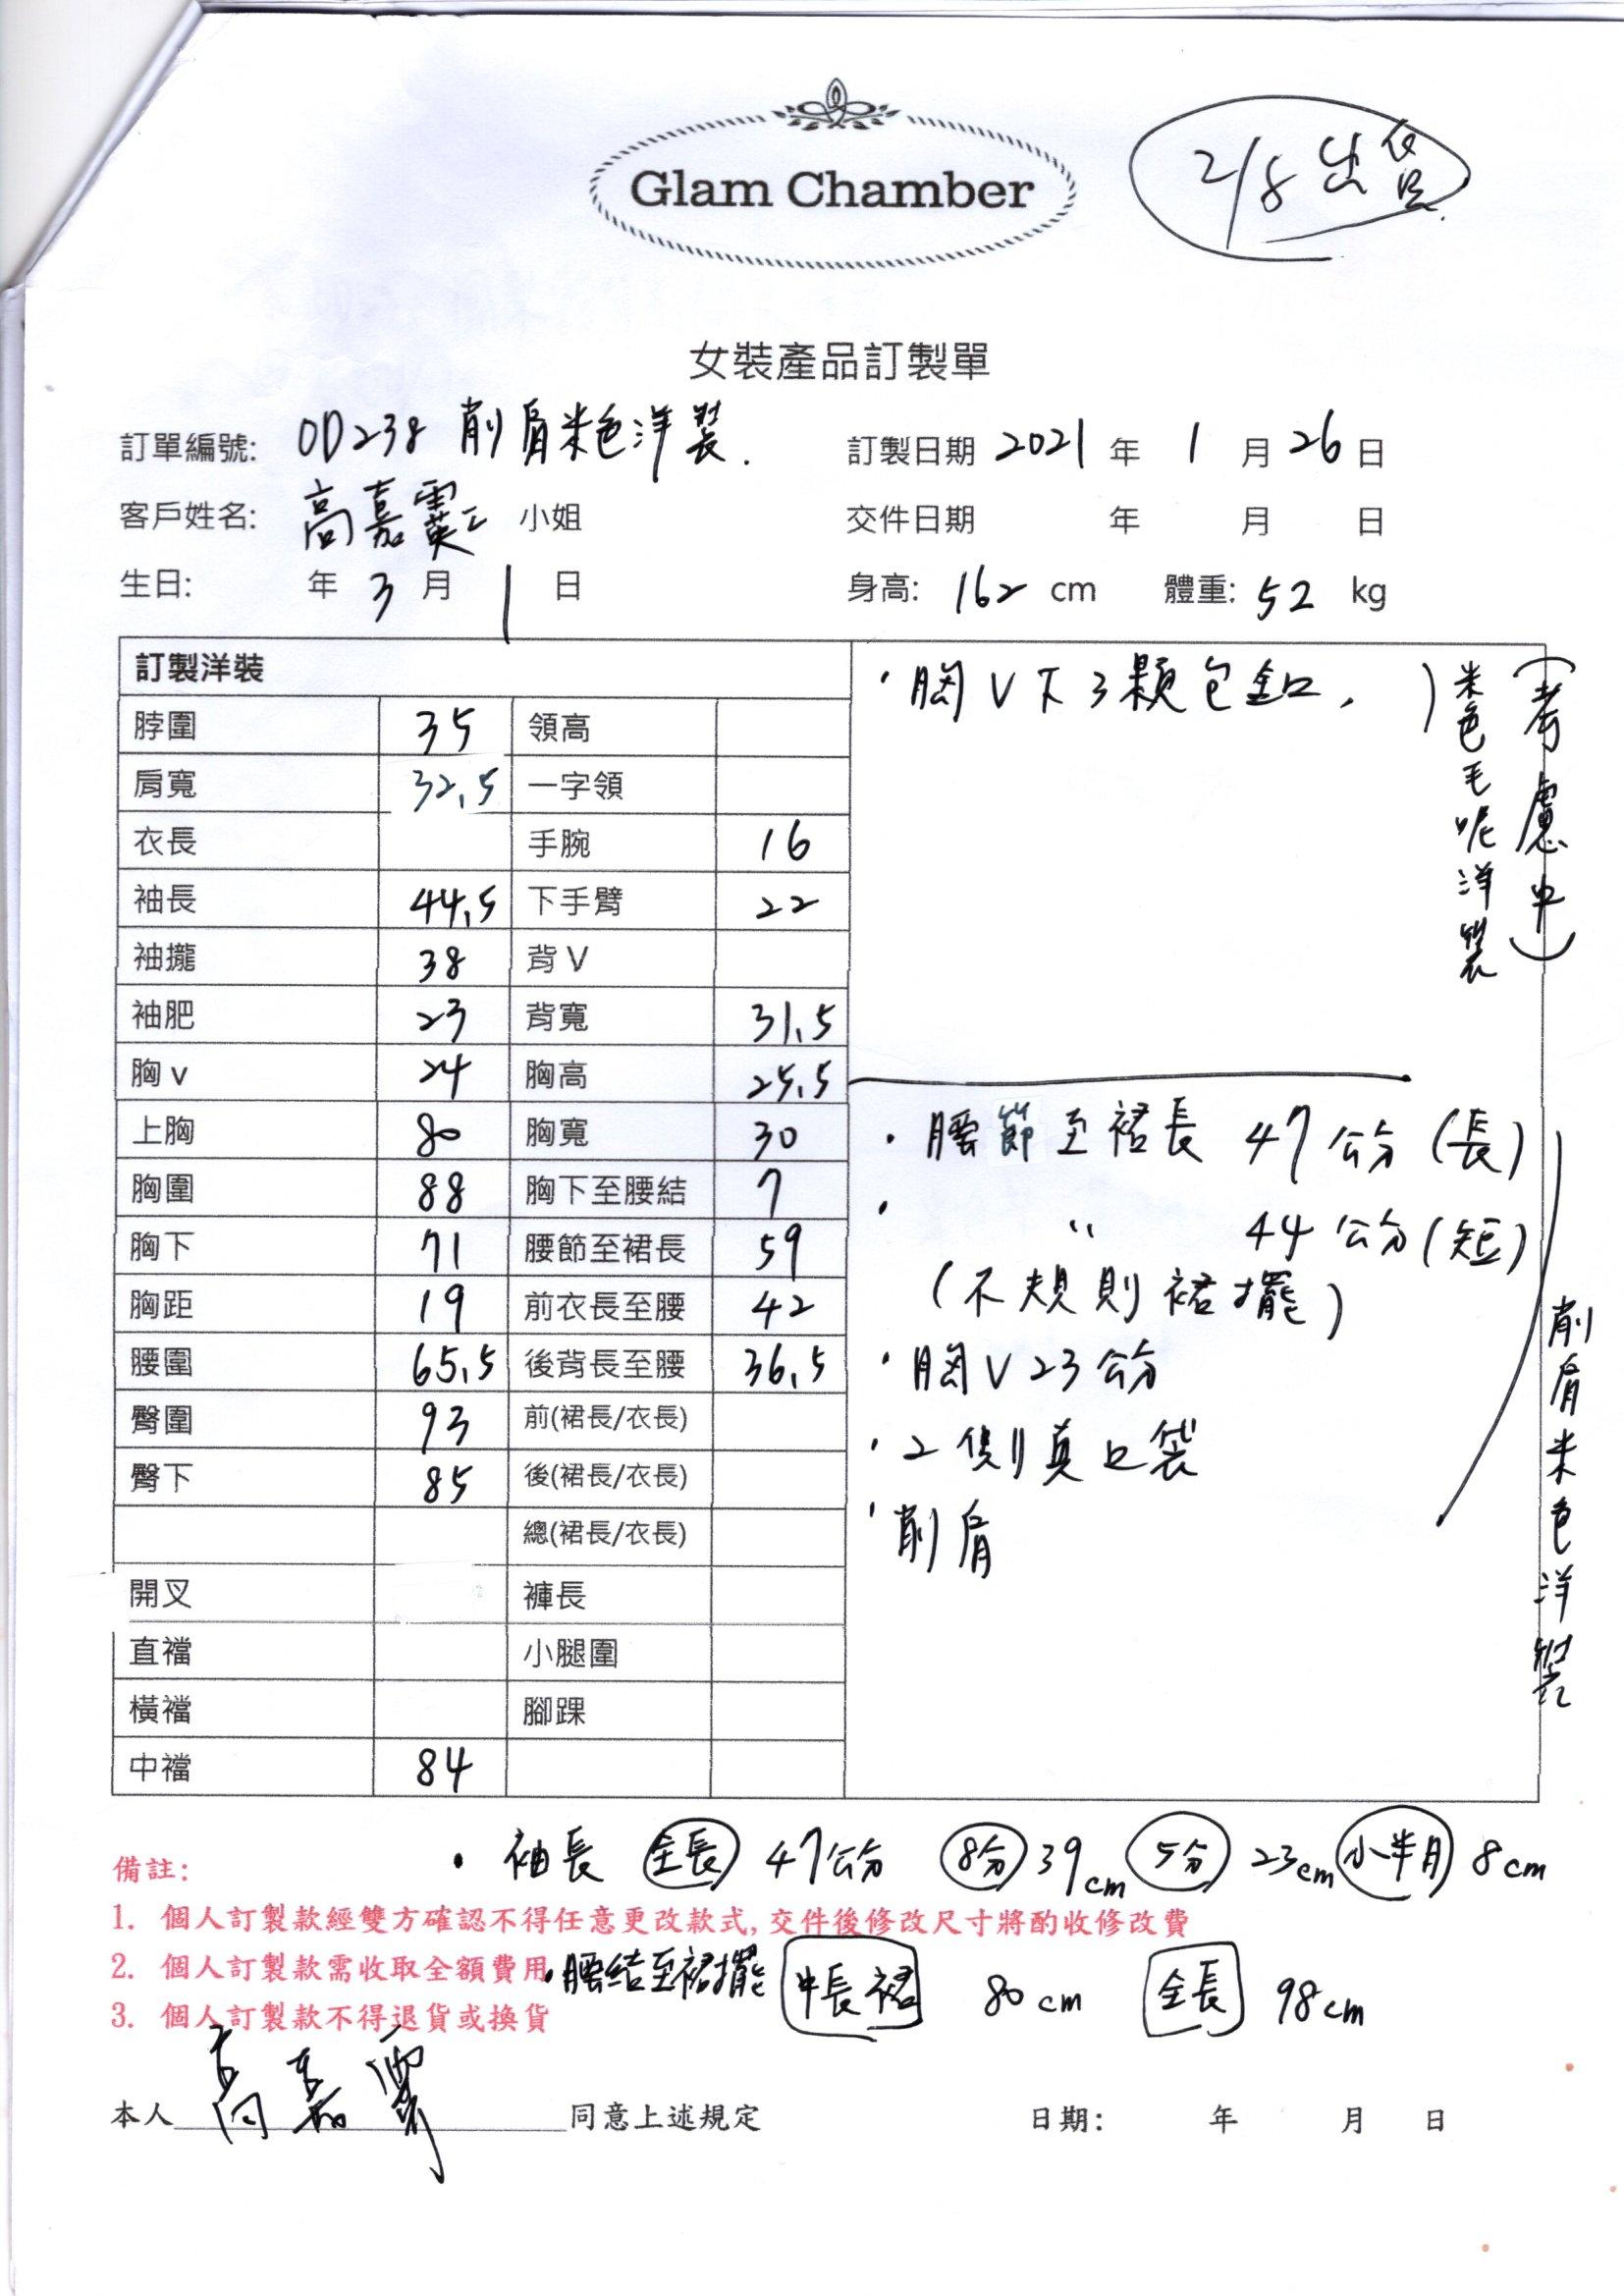 Glam Chamber
2/8 出貨
女裝產品訂製單
訂單編號: OD238 削肩米色洋裝. 訂製日期 2021 年 1 月 26 日
客戶姓名: 高嘉霙 小姐 交件日期 年 月 日
生日: 年 3 月 1 日 身高: 162 cm 體重: 52 kg
訂製洋裝
脖圍 35 領高
肩寬 32.5 一字領
衣長 手腕 16
袖長 44.5 下手臂 22
袖攏 38 背V
袖肥 23 背寬 31.5
胸v 24 胸高 25.5
上胸 80 胸寬 30
胸圍 88 胸下至腰結 7
胸下 71 腰節至裙長 59
胸距 19 前衣長至腰 42
腰圍 65.5 後背長至腰 36.5
臀圍 93 前(裙長/衣長)
臀下 85 後(裙長/衣長)
總(裙長/衣長)
開叉 褲長
直襠 小腿圍
橫襠 腳踝
中襠 84
·胸V下3顆包釦,
米色毛呢洋裝
(考慮中)
·腰節至裙長 47公分(長)
· 〃 44公分(短)
(不規則裙擺)
·胸V23公分
·2側真口袋
·削肩
削肩米色洋裝
·袖長 全長 47公分 8分 39cm 5分 23cm 小半月 8cm
備註:
1. 個人訂製款經雙方確認不得任意更改款式,交件後修改尺寸將酌收修改費
2. 個人訂製款需收取全額費用
·腰結至裙擺 中長裙 80cm 全長 98cm
3. 個人訂製款不得退貨或換貨
本人 高嘉霙 同意上述規定 日期: 年 月 日